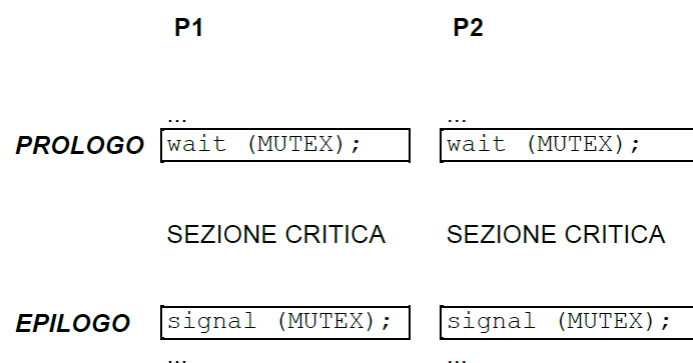 P1 P2
... ...
PROLOGO wait (MUTEX); wait (MUTEX);
SEZIONE CRITICA SEZIONE CRITICA
EPILOGO signal (MUTEX); signal (MUTEX);
... ...